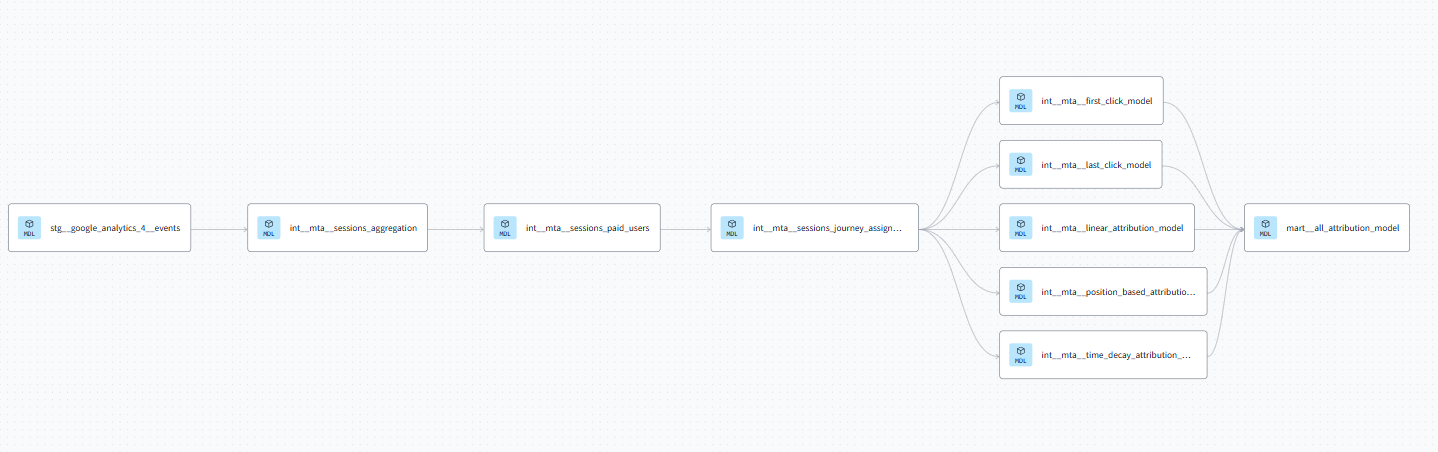 MDL
stg__google_analytics_4__events
MDL
int__mta__sessions_aggregation
MDL
int__mta__sessions_paid_users
MDL
int__mta__sessions_journey_assign...
MDL
int__mta__first_click_model
MDL
int__mta__last_click_model
MDL
int__mta__linear_attribution_model
MDL
int__mta__position_based_attributio...
MDL
int__mta__time_decay_attribution_...
MDL
mart__all_attribution_model